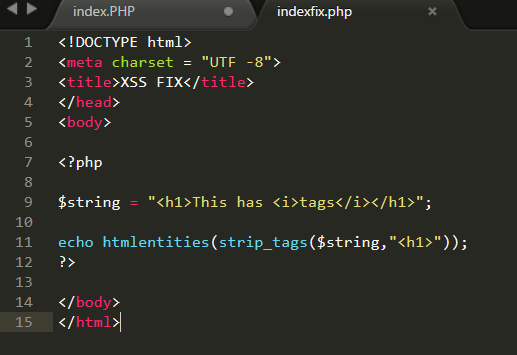 index.PHP
indexfix.php
1 <!DOCTYPE html>
2 <meta charset = "UTF -8">
3 <title>XSS FIX</title>
4 </head>
5 <body>
6
7 <?php
8
9 $string = "<h1>This has <i>tags</i></h1>";
10
11 echo htmlentities(strip_tags($string,"<h1>"));
12 ?>
13
14 </body>
15 </html>